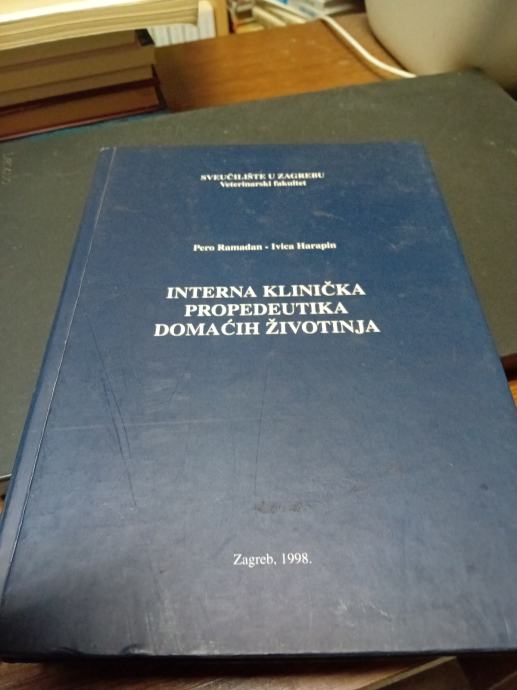 SVEUČILIŠTE U ZAGREBU
Veterinarski fakultet
Pero Ramadan - Ivica Harapin
INTERNA KLINIČKA
PROPEDEUTIKA
DOMAĆIH ŽIVOTINJA
Zagreb, 1998.